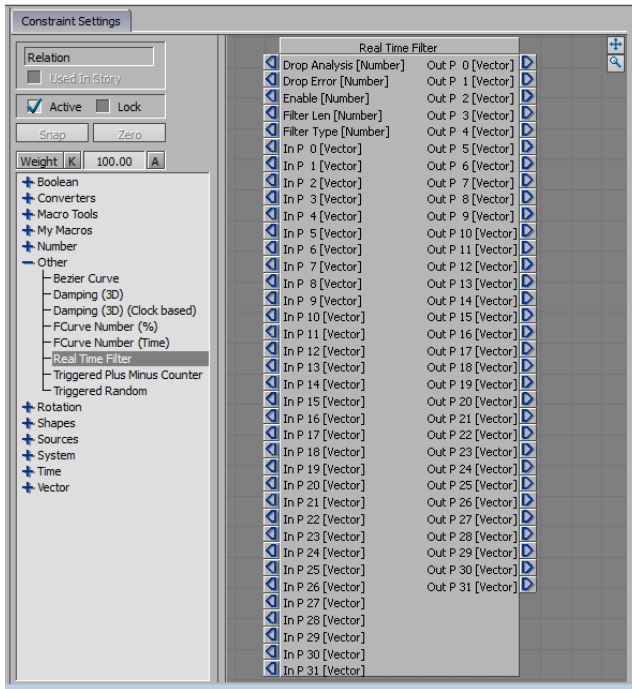 Constraint Settings
Relation
Used In Story
Active Lock
Snap Zero
Weight K 100.00 A
Boolean
Converters
Macro Tools
My Macros
Number
Other
Bezier Curve
Damping (3D)
Damping (3D) (Clock based)
FCurve Number (%)
FCurve Number (Time)
Real Time Filter
Triggered Plus Minus Counter
Triggered Random
Rotation
Shapes
Sources
System
Time
Vector
Real Time Filter
Drop Analysis [Number] Out P 0 [Vector]
Drop Error [Number] Out P 1 [Vector]
Enable [Number] Out P 2 [Vector]
Filter Len [Number] Out P 3 [Vector]
Filter Type [Number] Out P 4 [Vector]
In P 0 [Vector] Out P 5 [Vector]
In P 1 [Vector] Out P 6 [Vector]
In P 2 [Vector] Out P 7 [Vector]
In P 3 [Vector] Out P 8 [Vector]
In P 4 [Vector] Out P 9 [Vector]
In P 5 [Vector] Out P 10 [Vector]
In P 6 [Vector] Out P 11 [Vector]
In P 7 [Vector] Out P 12 [Vector]
In P 8 [Vector] Out P 13 [Vector]
In P 9 [Vector] Out P 14 [Vector]
In P 10 [Vector] Out P 15 [Vector]
In P 11 [Vector] Out P 16 [Vector]
In P 12 [Vector] Out P 17 [Vector]
In P 13 [Vector] Out P 18 [Vector]
In P 14 [Vector] Out P 19 [Vector]
In P 15 [Vector] Out P 20 [Vector]
In P 16 [Vector] Out P 21 [Vector]
In P 17 [Vector] Out P 22 [Vector]
In P 18 [Vector] Out P 23 [Vector]
In P 19 [Vector] Out P 24 [Vector]
In P 20 [Vector] Out P 25 [Vector]
In P 21 [Vector] Out P 26 [Vector]
In P 22 [Vector] Out P 27 [Vector]
In P 23 [Vector] Out P 28 [Vector]
In P 24 [Vector] Out P 29 [Vector]
In P 25 [Vector] Out P 30 [Vector]
In P 26 [Vector] Out P 31 [Vector]
In P 27 [Vector]
In P 28 [Vector]
In P 29 [Vector]
In P 30 [Vector]
In P 31 [Vector]